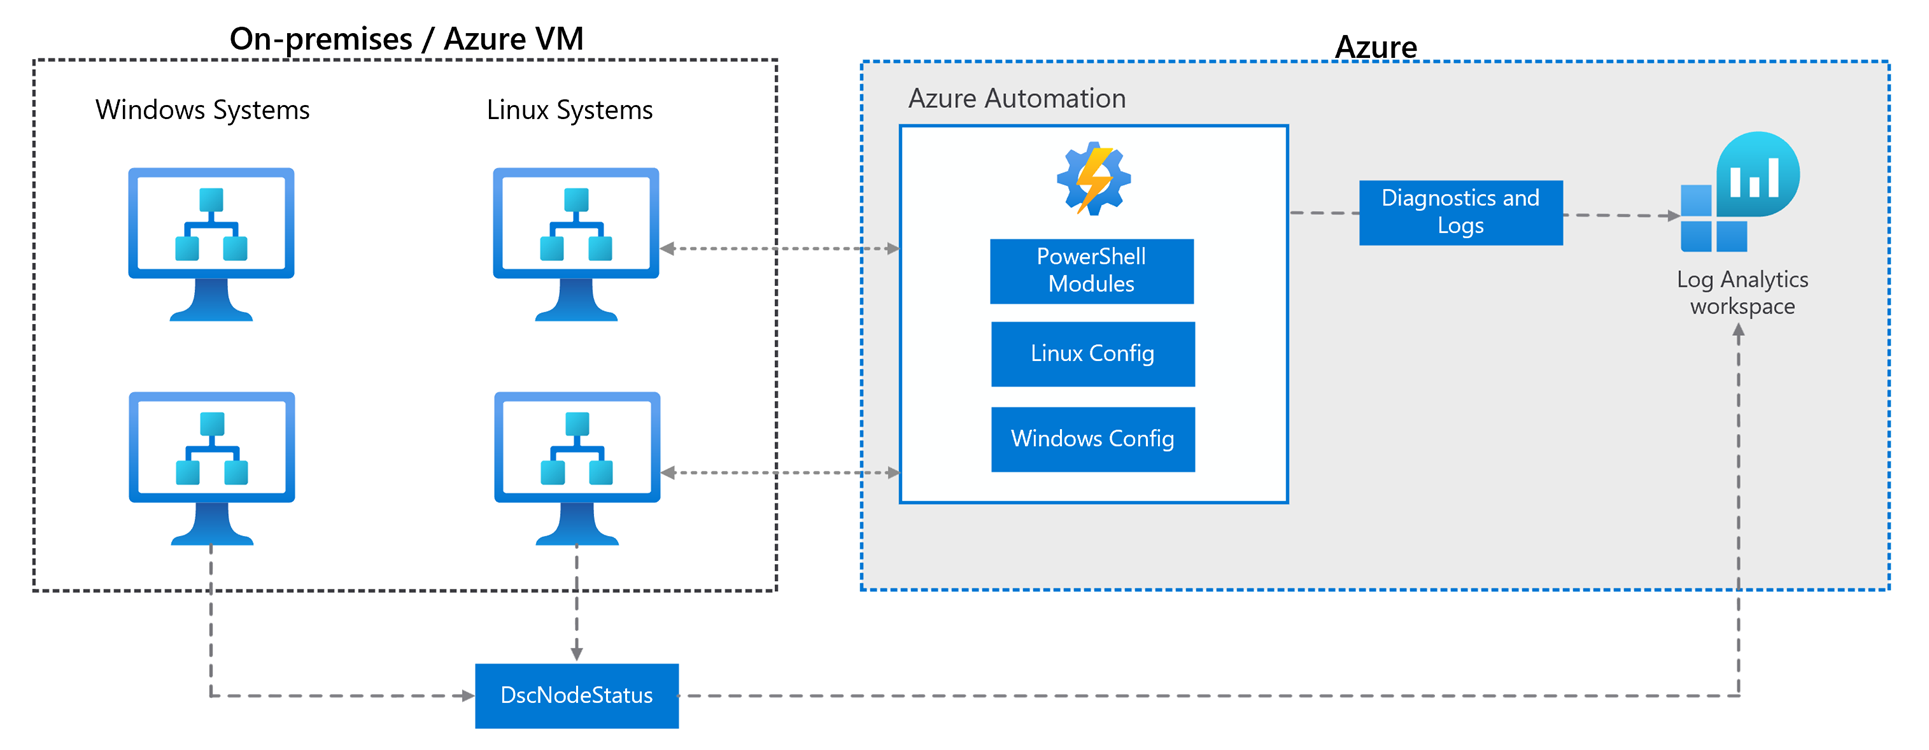 On-premises / Azure VM
Windows Systems
Linux Systems
Azure
Azure Automation
PowerShell
Modules
Linux Config
Windows Config
Diagnostics and
Logs
Log Analytics
workspace
DscNodeStatus